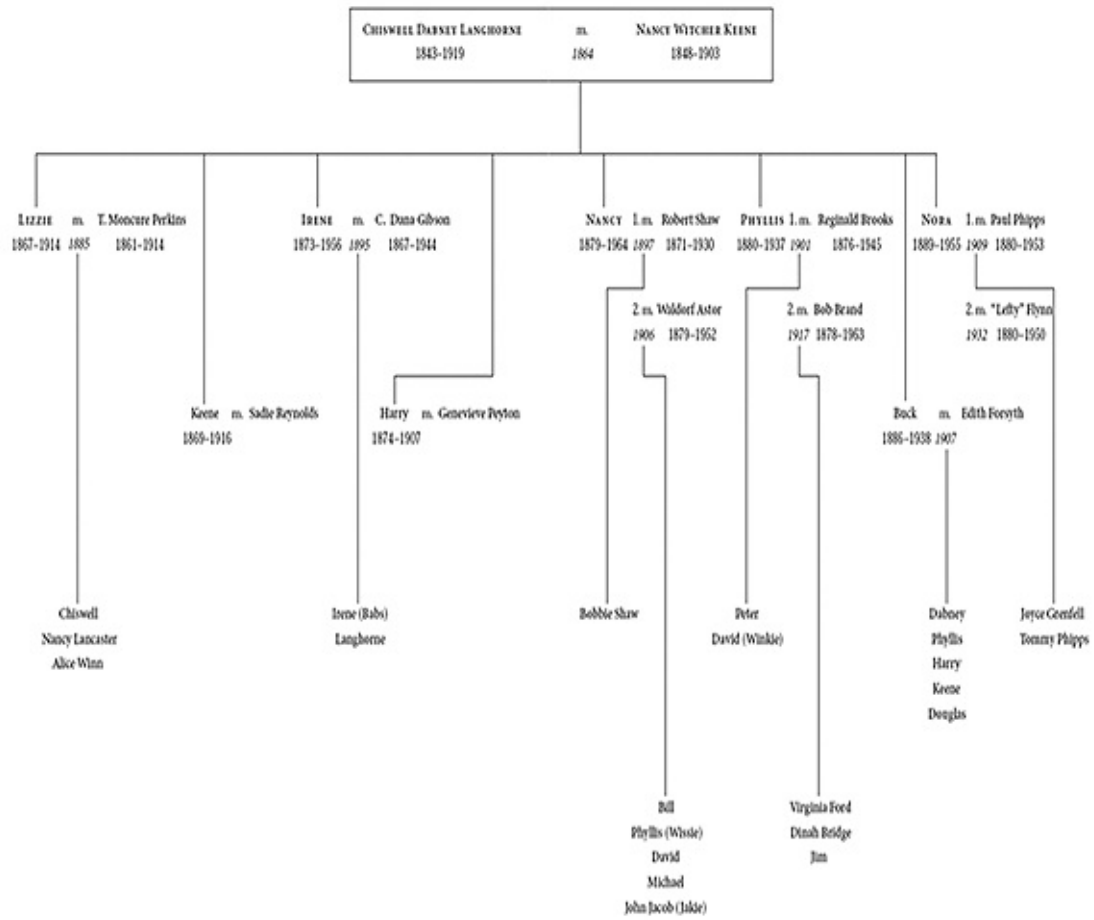 CHISWELL DABNEY LANGHORNE m. NANCY WITCHER KEENE
1843–1919 1864 1848–1903
LIZZIE m. T. Moncure Perkins
1867–1914 1885 1861–1914
IRENE m. C. Dana Gibson
1873–1956 1895 1867–1944
NANCY 1. m. Robert Shaw
1879–1964 1897 1871–1930
PHYLLIS 1. m. Reginald Brooks
1880–1937 1901 1876–1945
NORA 1. m. Paul Phipps
1889–1955 1909 1880–1953
2. m. Waldorf Astor
1906 1879–1952
2. m. Bob Brand
1917 1878–1963
2. m. "Lefty" Flynn
1932 1880–1950
Keene m. Sadie Reynolds
1869–1916
Harry m. Genevieve Peyton
1874–1907
Buck m. Edith Forsyth
1886–1938 1907
Chiswell
Nancy Lancaster
Alice Winn
Irene (Babs)
Langhorne
Bobbie Shaw
Peter
David (Winkie)
Dabney
Phyllis
Harry
Keene
Douglas
Joyce Grenfell
Tommy Phipps
Bill
Phyllis (Wissie)
David
Michael
John Jacob (Jakie)
Virginia Ford
Dinah Bridge
Jim